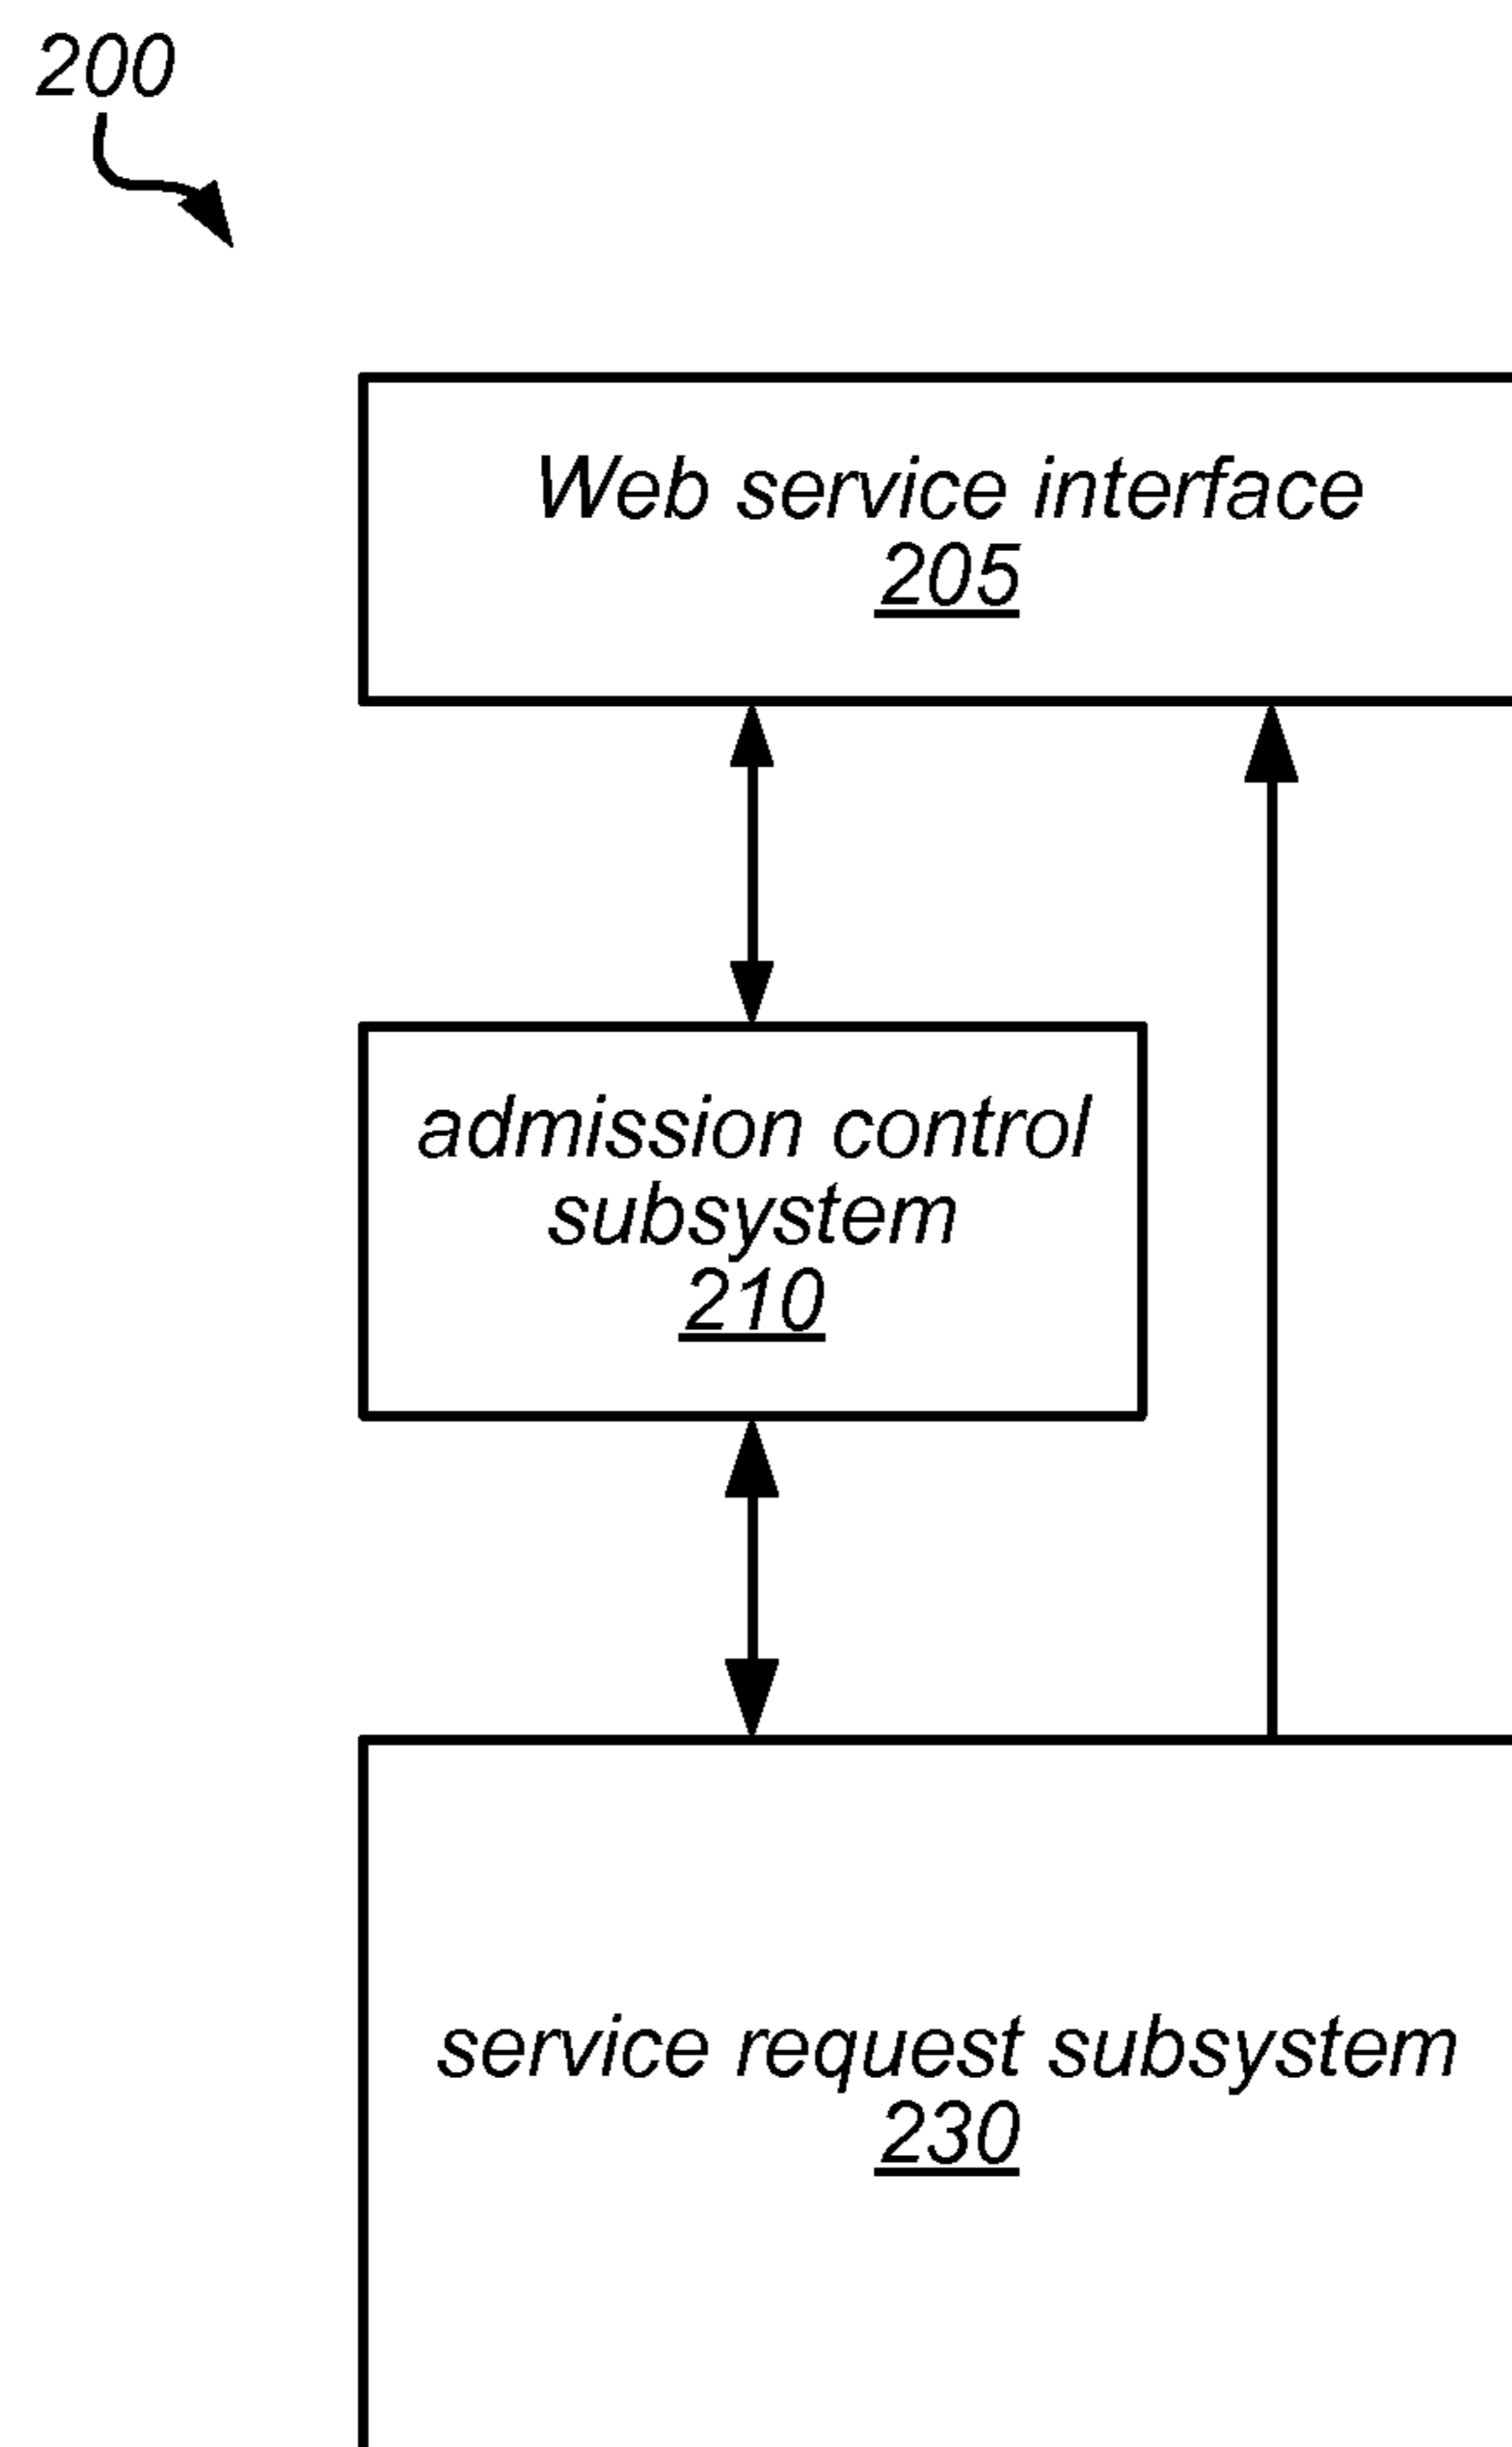 200
Web service interface
205
admission control
subsystem
210
service request subsystem
230